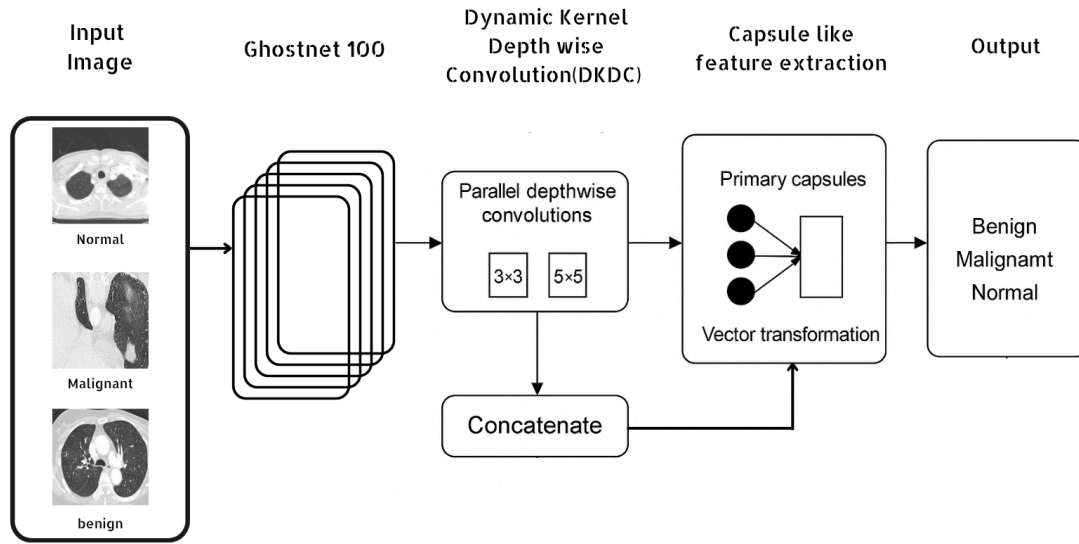 Input
Image
Ghostnet 100
Dynamic Kernel
Depth wise
Convolution(DKDC)
Capsule like
feature extraction
Output
Normal
Malignant
benign
Parallel depthwise
convolutions
3×3
5×5
Concatenate
Primary capsules
Vector transformation
Benign
Malignamt
Normal